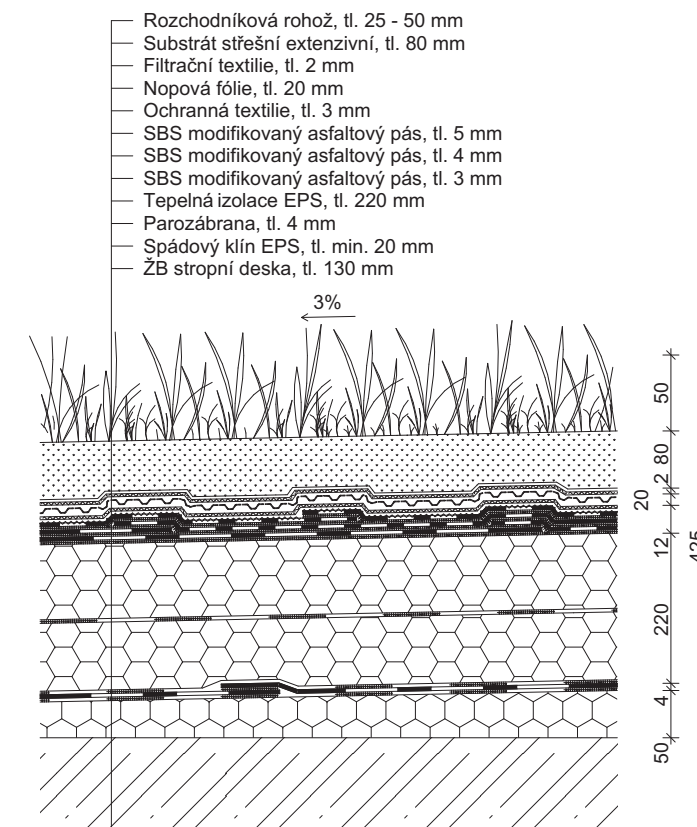 Rozchodníková rohož, tl. 25 - 50 mm
Substrát střešní extenzivní, tl. 80 mm
Filtrační textilie, tl. 2 mm
Nopová fólie, tl. 20 mm
Ochranná textilie, tl. 3 mm
SBS modifikovaný asfaltový pás, tl. 5 mm
SBS modifikovaný asfaltový pás, tl. 4 mm
SBS modifikovaný asfaltový pás, tl. 3 mm
Tepelná izolace EPS, tl. 220 mm
Parozábrana, tl. 4 mm
Spádový klín EPS, tl. min. 20 mm
ŽB stropní deska, tl. 130 mm
3%
50
80
2
20
12
220
4
50